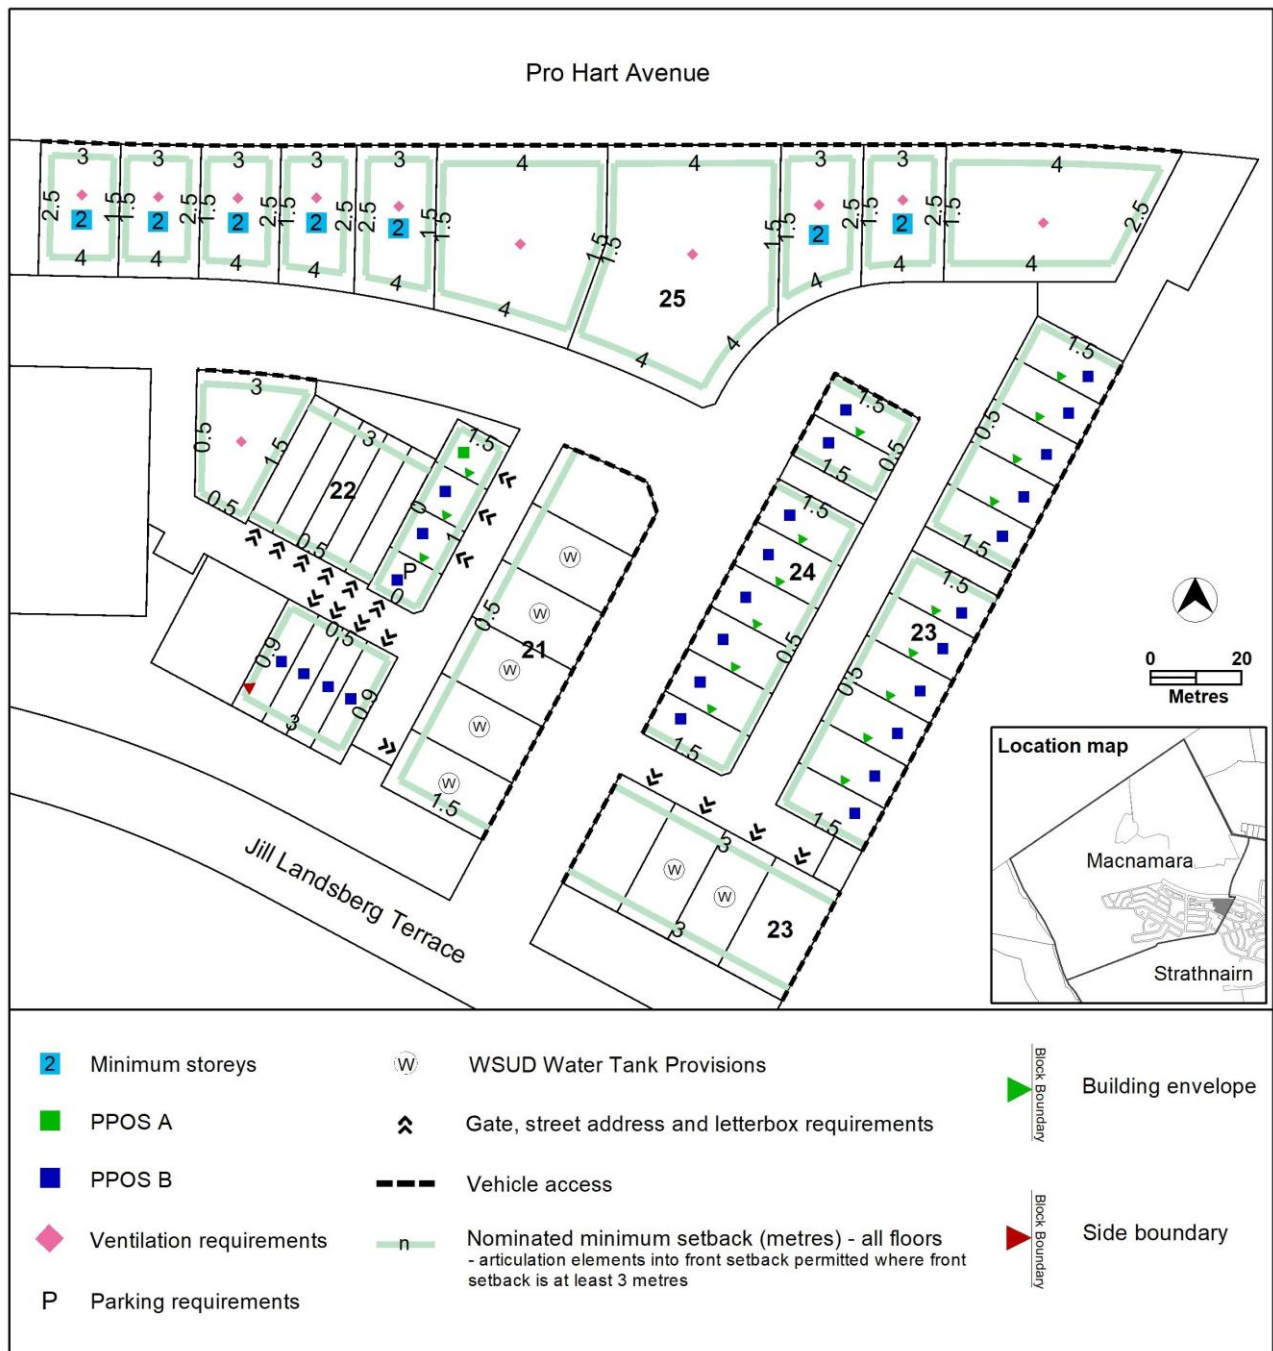 Pro Hart Avenue
3 3 3 3 3 4 4 3 3 4
2.5 1.5 1.5 2.5 1.5 2.5 1.5 2.5 2.5 1.5 1.5 1.5 1.5 1.5 1.5 2.5 1.5 2.5 1.5 2.5
2 2 2 2 2 2 2
4 4 4 4 4 4 4 4 4 4 4
25
3
0.5 1.5
0.5
3
22
0.5
1.5
0 1
P
0
0.5
0.9 0.9
3
0.5
21
W
W
W
W
W
1.5
1.5
0.5
1.5
1.5
24
0.5
1.5
1.5
0.5
1.5
1.5
23
0.5
1.5
3
W W
3
23
Jill Landsberg Terrace
0 20
Metres
Location map
Macnamara
Strathnairn
2 Minimum storeys
PPOS A
PPOS B
Ventilation requirements
P Parking requirements
W WSUD Water Tank Provisions
Gate, street address and letterbox requirements
Vehicle access
n Nominated minimum setback (metres) - all floors
- articulation elements into front setback permitted where front
setback is at least 3 metres
Block Boundary
Building envelope
Block Boundary
Side boundary